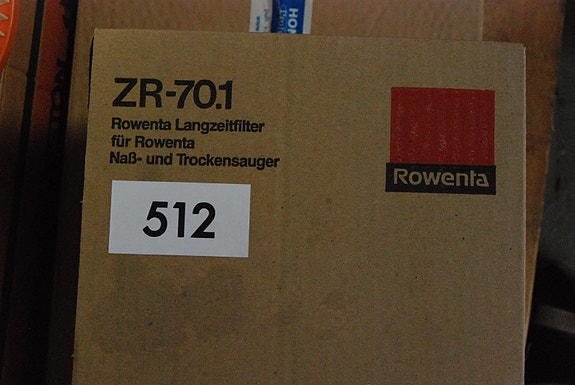 ZR-70.1
Rowenta Langzeitfilter
für Rowenta
Naß- und Trockensauger
512
Rowenta